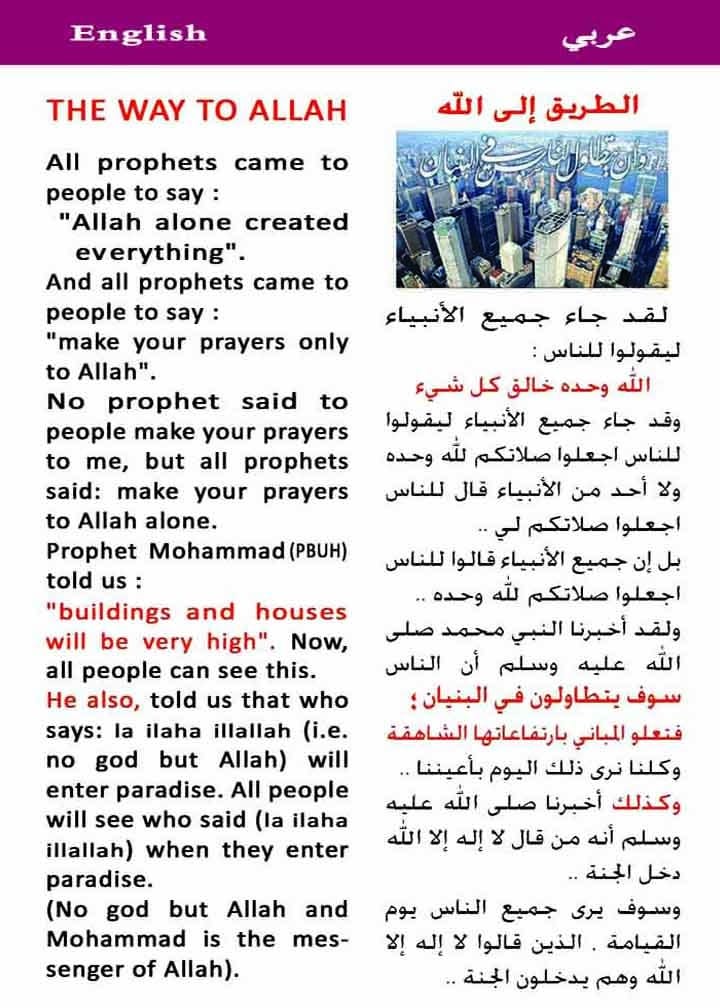 English
عربي
THE WAY TO ALLAH
All prophets came to
people to say :
"Allah alone created
everything".
And all prophets came to
people to say :
"make your prayers only
to Allah".
No prophet said to
people make your prayers
to me, but all prophets
said: make your prayers
to Allah alone.
Prophet Mohammad (PBUH)
told us :
"buildings and houses
will be very high". Now,
all people can see this.
He also, told us that who
says: la ilaha illallah (i.e.
no god but Allah) will
enter paradise. All people
will see who said (la ilaha
illallah) when they enter
paradise.
(No god but Allah and
Mohammad is the mes-
senger of Allah).
الطريق إلى الله
وأن يتطاول الناس في البنيان
لقد جاء جميع الأنبياء
ليقولوا للناس :
الله وحده خالق كل شيء
وقد جاء جميع الأنبياء ليقولوا
للناس اجعلوا صلاتكم لله وحده
ولا أحد من الأنبياء قال للناس
اجعلوا صلاتكم لي ..
بل إن جميع الأنبياء قالوا للناس
اجعلوا صلاتكم لله وحده ..
ولقد أخبرنا النبي محمد صلى
الله عليه وسلم أن الناس
سوف يتطاولون في البنيان ؛
فتعلو المباني بارتفاعاتها الشاهقة
وكلنا نرى ذلك اليوم بأعيننا ..
وكذلك أخبرنا صلى الله عليه
وسلم أنه من قال لا إله إلا الله
دخل الجنة ..
وسوف يرى جميع الناس يوم
القيامة . الذين قالوا لا إله إلا
الله وهم يدخلون الجنة ..